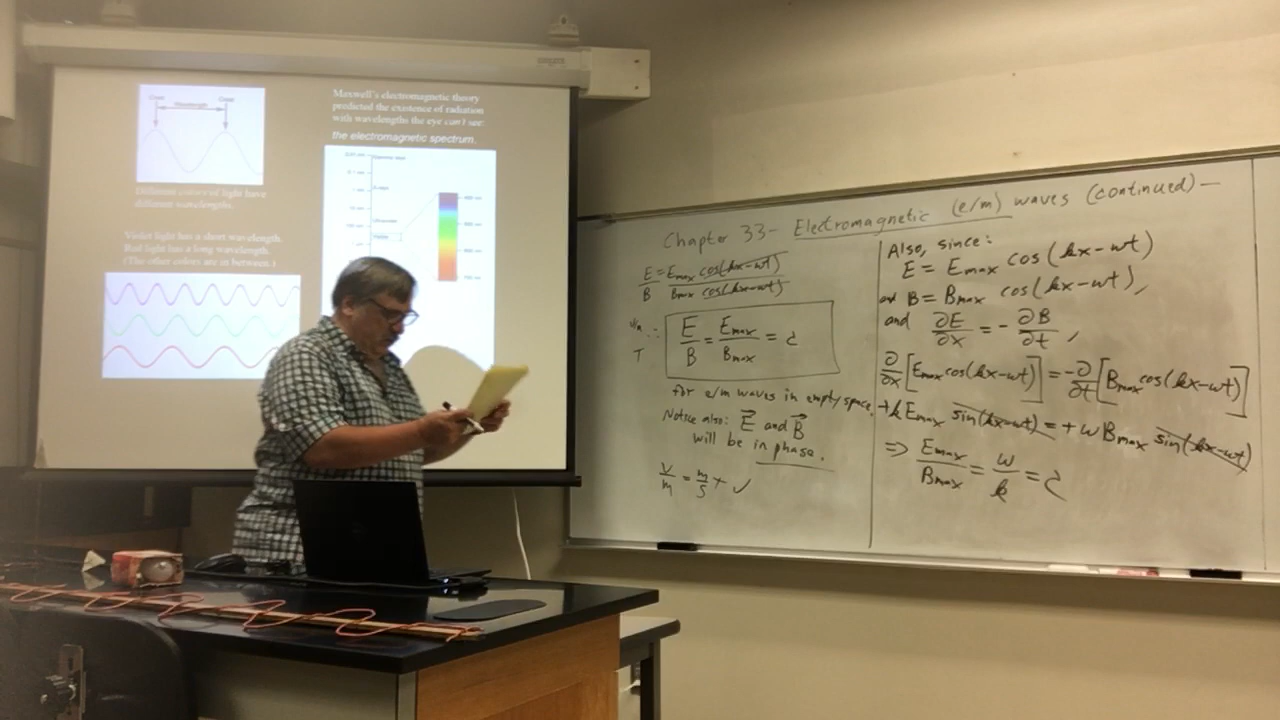 Crest Crest
Wavelength
Different colors of light have
different wavelengths.
Violet light has a short wavelength.
Red light has a long wavelength.
(The other colors are in between.)
Maxwell's electromagnetic theory
predicted the existence of radiation
with wavelengths the eye can't see:
the electromagnetic spectrum.
X-rays
Ultraviolet
Visible
Chapter 33- Electromagnetic (e/m) waves (continued)—
E/B = Emax cos(kx-ωt) / Bmax cos(kx-ωt)
V/m
T
∴ E/B = Emax/Bmax = c
for e/m waves in empty space.
Notice also: E⃗ and B⃗
will be in phase.
V/m = m/s T ✓
Also, since:
E = Emax cos(kx-ωt)
and B = Bmax cos(kx-ωt),
and ∂E/∂x = -∂B/∂t,
∂/∂x [Emax cos(kx-ωt)] = -∂/∂t [Bmax cos(kx-ωt)]
+k Emax sin(kx-ωt) = +ω Bmax sin(kx-ωt)
⇒ Emax/Bmax = ω/k = c